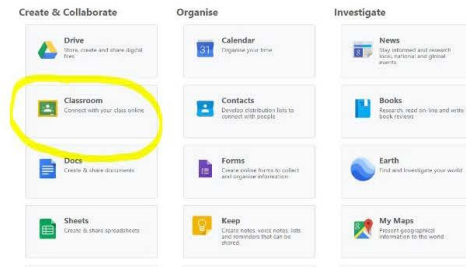 Create & Collaborate
Organise
Investigate
Drive
Store, create and share digital
files
Calendar
Organise your time
31
News
Stay informed and research
local, national and global
events.
Classroom
Connect with your class online
Contacts
Develop distribution lists to
connect with people
Books
Research, read on-line and write
book reviews
Docs
Create & share documents
Forms
Create online forms to collect
and organise information
Earth
Find and investigate your world
Sheets
Create & share spreadsheets
Keep
Create notes, voice notes, lists
and reminders that can be
shared.
My Maps
Present geographical
information to the world